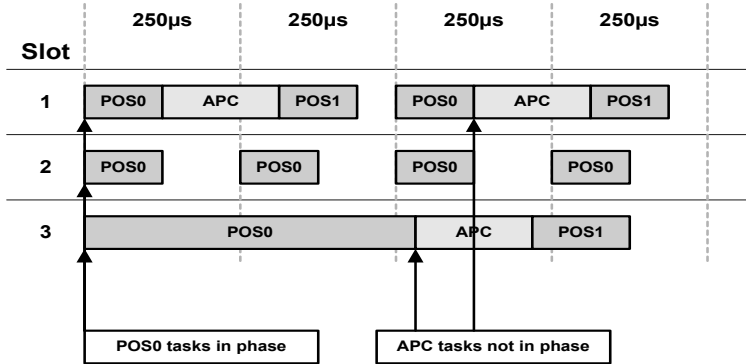 250µs 250µs 250µs 250µs
Slot
1 POS0 APC POS1 POS0 APC POS1
2 POS0 POS0 POS0 POS0
3 POS0 APC POS1
POS0 tasks in phase APC tasks not in phase